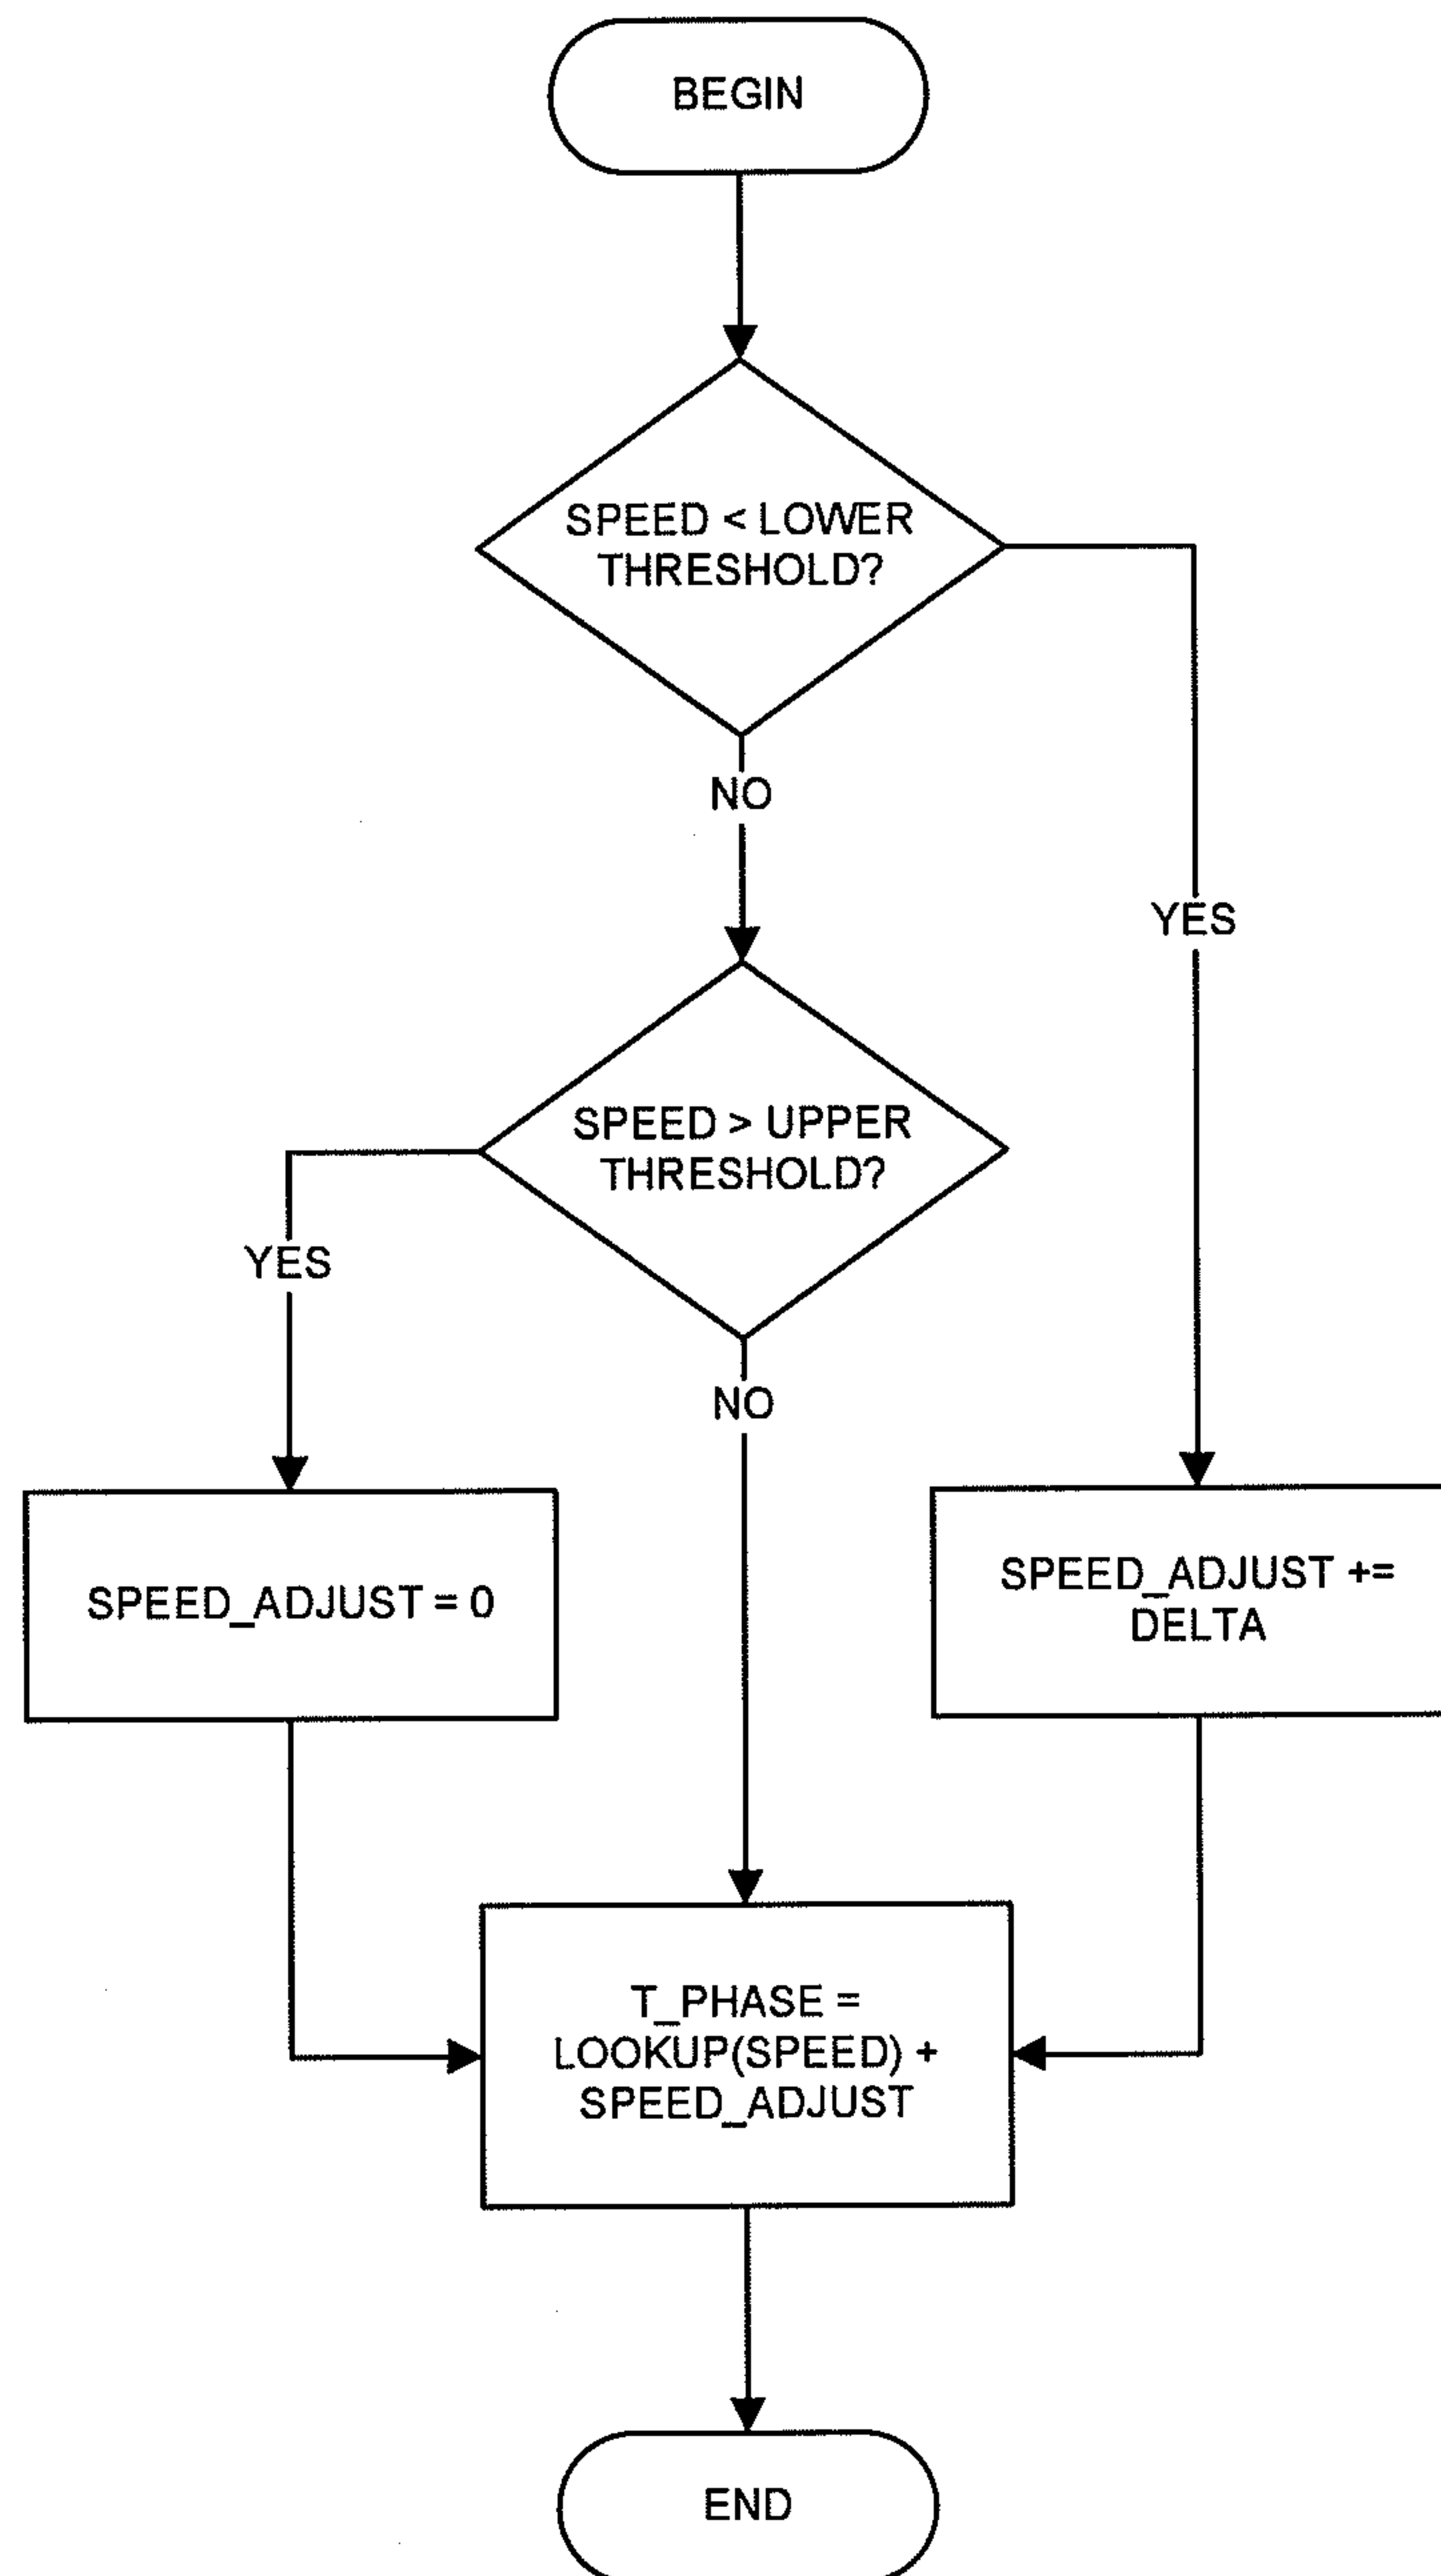 BEGIN
SPEED < LOWER
THRESHOLD?
NO
YES
SPEED > UPPER
THRESHOLD?
YES
NO
SPEED_ADJUST = 0
SPEED_ADJUST +=
DELTA
T_PHASE =
LOOKUP(SPEED) +
SPEED_ADJUST
END